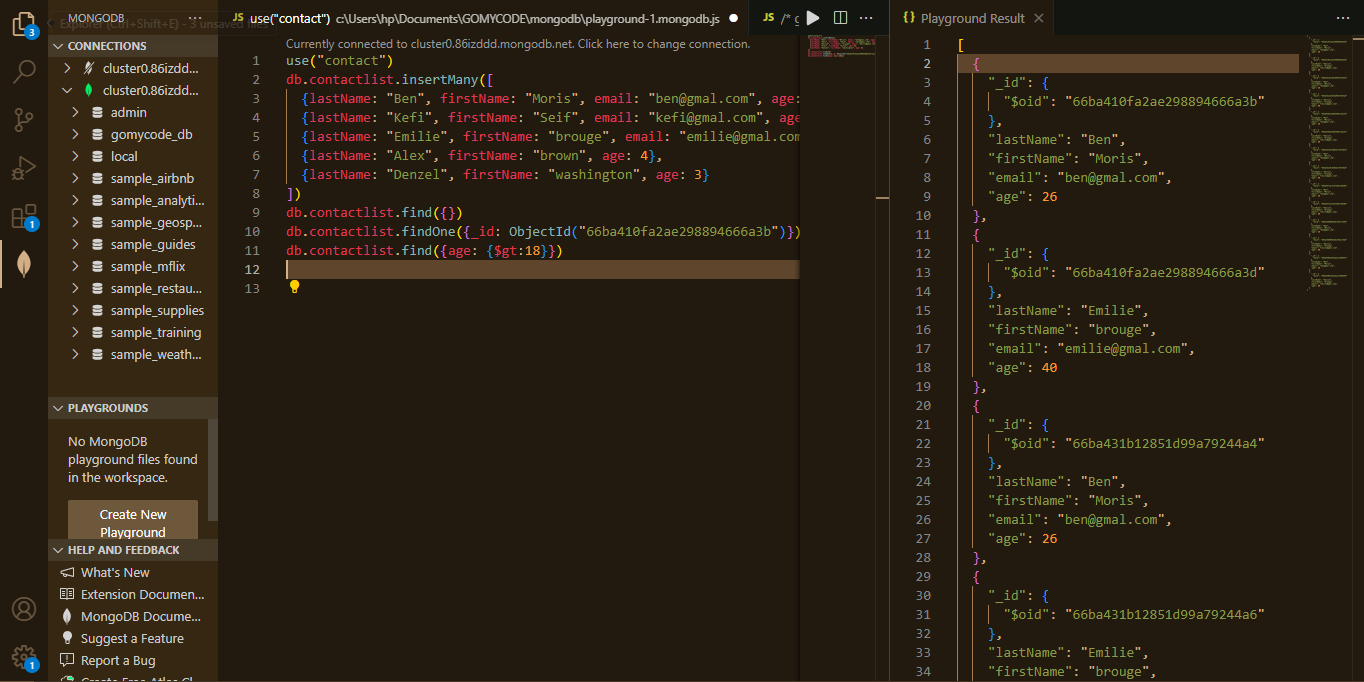 MONGODB
Explorer (Ctrl+Shift+E) - 3 unsaved files
3
1
1
CONNECTIONS
cluster0.86izdd...
cluster0.86izdd...
admin
gomycode_db
local
sample_airbnb
sample_analyti...
sample_geosp...
sample_guides
sample_mflix
sample_restau...
sample_supplies
sample_training
sample_weath...
PLAYGROUNDS
No MongoDB
playground files found
in the workspace.
Create New
Playground
HELP AND FEEDBACK
What's New
Extension Documen...
MongoDB Docume...
Suggest a Feature
Report a Bug
Create Free Atlas Cl...
JS use("contact") c:\Users\hp\Documents\GOMYCODE\mongodb\playground-1.mongodb.js
JS /* g
Currently connected to cluster0.86izddd.mongodb.net. Click here to change connection.
1 use("contact")
2 db.contactlist.insertMany([
3 {lastName: "Ben", firstName: "Moris", email: "ben@gmal.com", age:
4 {lastName: "Kefi", firstName: "Seif", email: "kefi@gmal.com", age
5 {lastName: "Emilie", firstName: "brouge", email: "emilie@gmal.com
6 {lastName: "Alex", firstName: "brown", age: 4},
7 {lastName: "Denzel", firstName: "washington", age: 3}
8 ])
9 db.contactlist.find({})
10 db.contactlist.findOne({_id: ObjectId("66ba410fa2ae298894666a3b")})
11 db.contactlist.find({age: {$gt:18}})
12
13
{} Playground Result
1 [
2 {
3 "_id": {
4 "$oid": "66ba410fa2ae298894666a3b"
5 },
6 "lastName": "Ben",
7 "firstName": "Moris",
8 "email": "ben@gmal.com",
9 "age": 26
10 },
11 {
12 "_id": {
13 "$oid": "66ba410fa2ae298894666a3d"
14 },
15 "lastName": "Emilie",
16 "firstName": "brouge",
17 "email": "emilie@gmal.com",
18 "age": 40
19 },
20 {
21 "_id": {
22 "$oid": "66ba431b12851d99a79244a4"
23 },
24 "lastName": "Ben",
25 "firstName": "Moris",
26 "email": "ben@gmal.com",
27 "age": 26
28 },
29 {
30 "_id": {
31 "$oid": "66ba431b12851d99a79244a6"
32 },
33 "lastName": "Emilie",
34 "firstName": "brouge",